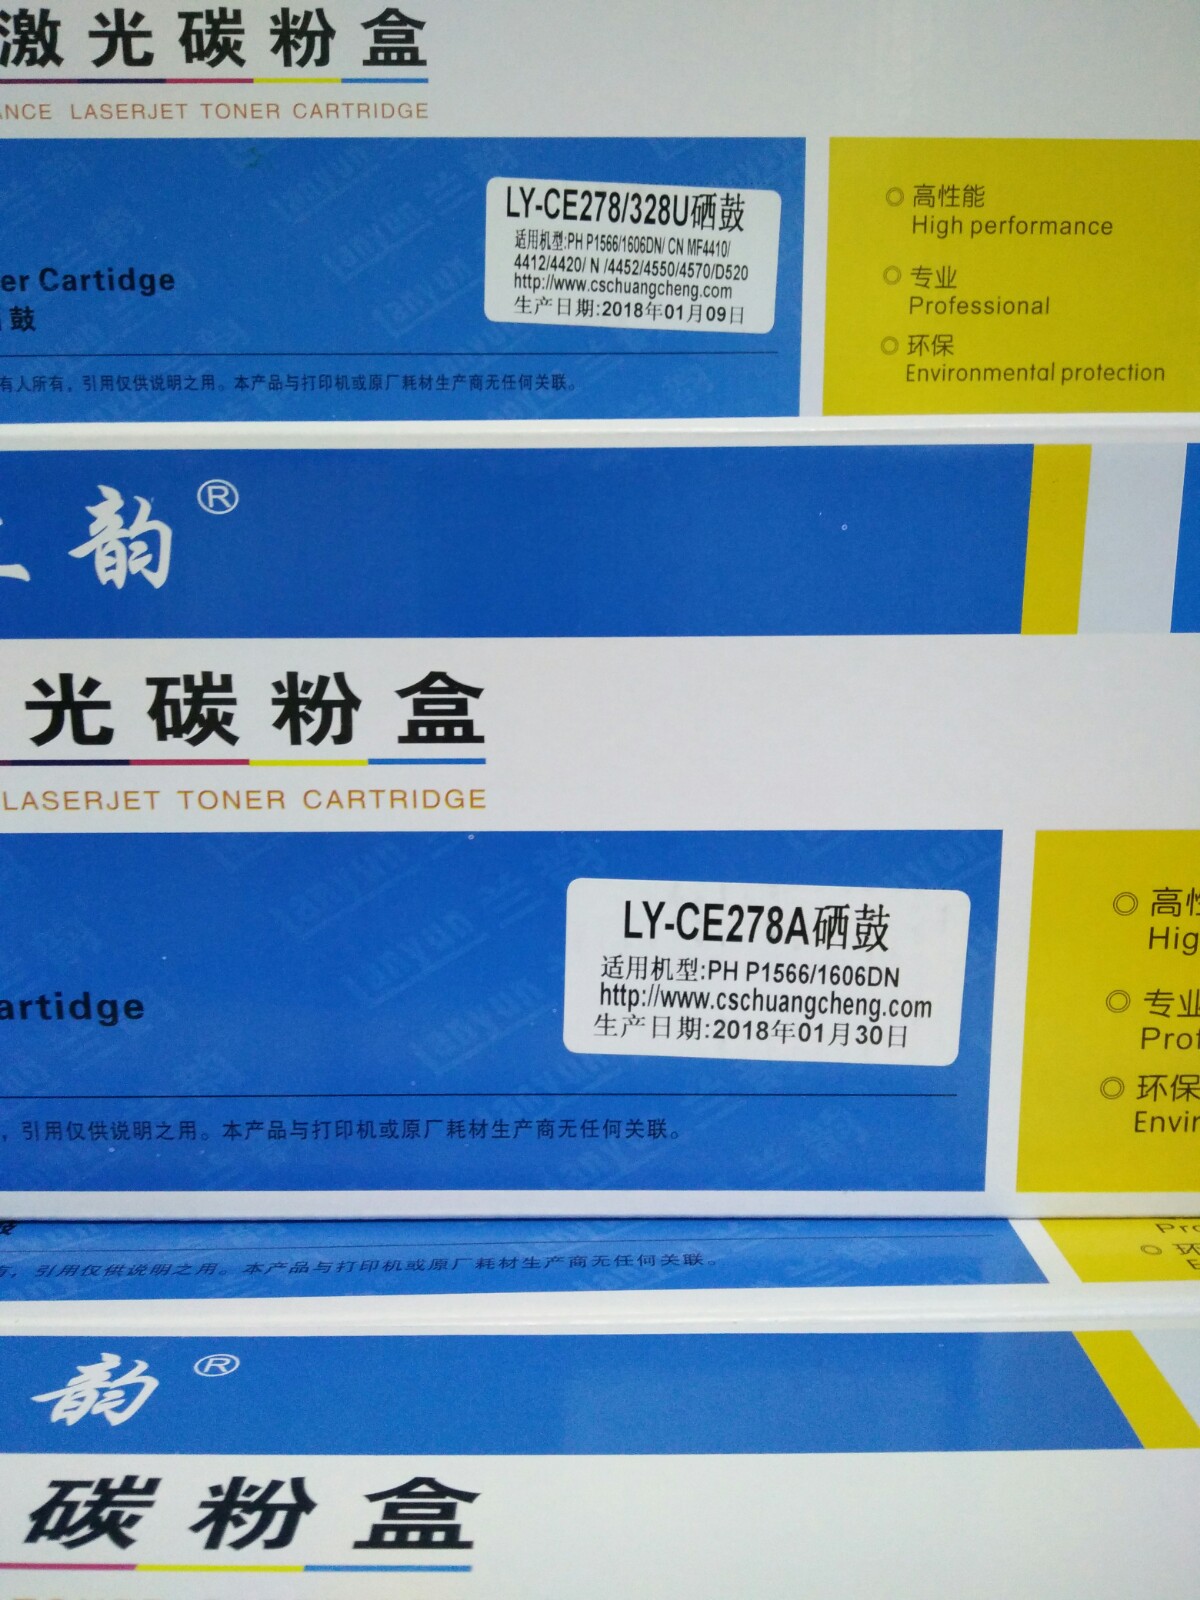 激光碳粉盒
LASERJET TONER CARTRIDGE
Cartidge
鼓
LY-CE278/328U硒鼓
适用机型:PH P1566/1606DN/ CN MF4410/
4412/4420/ N /4452/4550/4570/D520
http://www.cschuangcheng.com
生产日期:2018年01月09日
有人所有，引用仅供说明之用。本产品与打印机或原厂耗材生产商无任何关联。
高性能
High performance
专业
Professional
环保
Environmental protection
韵®
光碳粉盒
LASERJET TONER CARTRIDGE
artidge
LY-CE278A硒鼓
适用机型:PH P1566/1606DN
http://www.cschuangcheng.com
生产日期:2018年01月30日
，引用仅供说明之用。本产品与打印机或原厂耗材生产商无任何关联。
高性
Hig
专业
Prof
环保
Envir
，引用仅供说明之用。本产品与打印机或原厂耗材生产商无任何关联。
韵®
碳粉盒